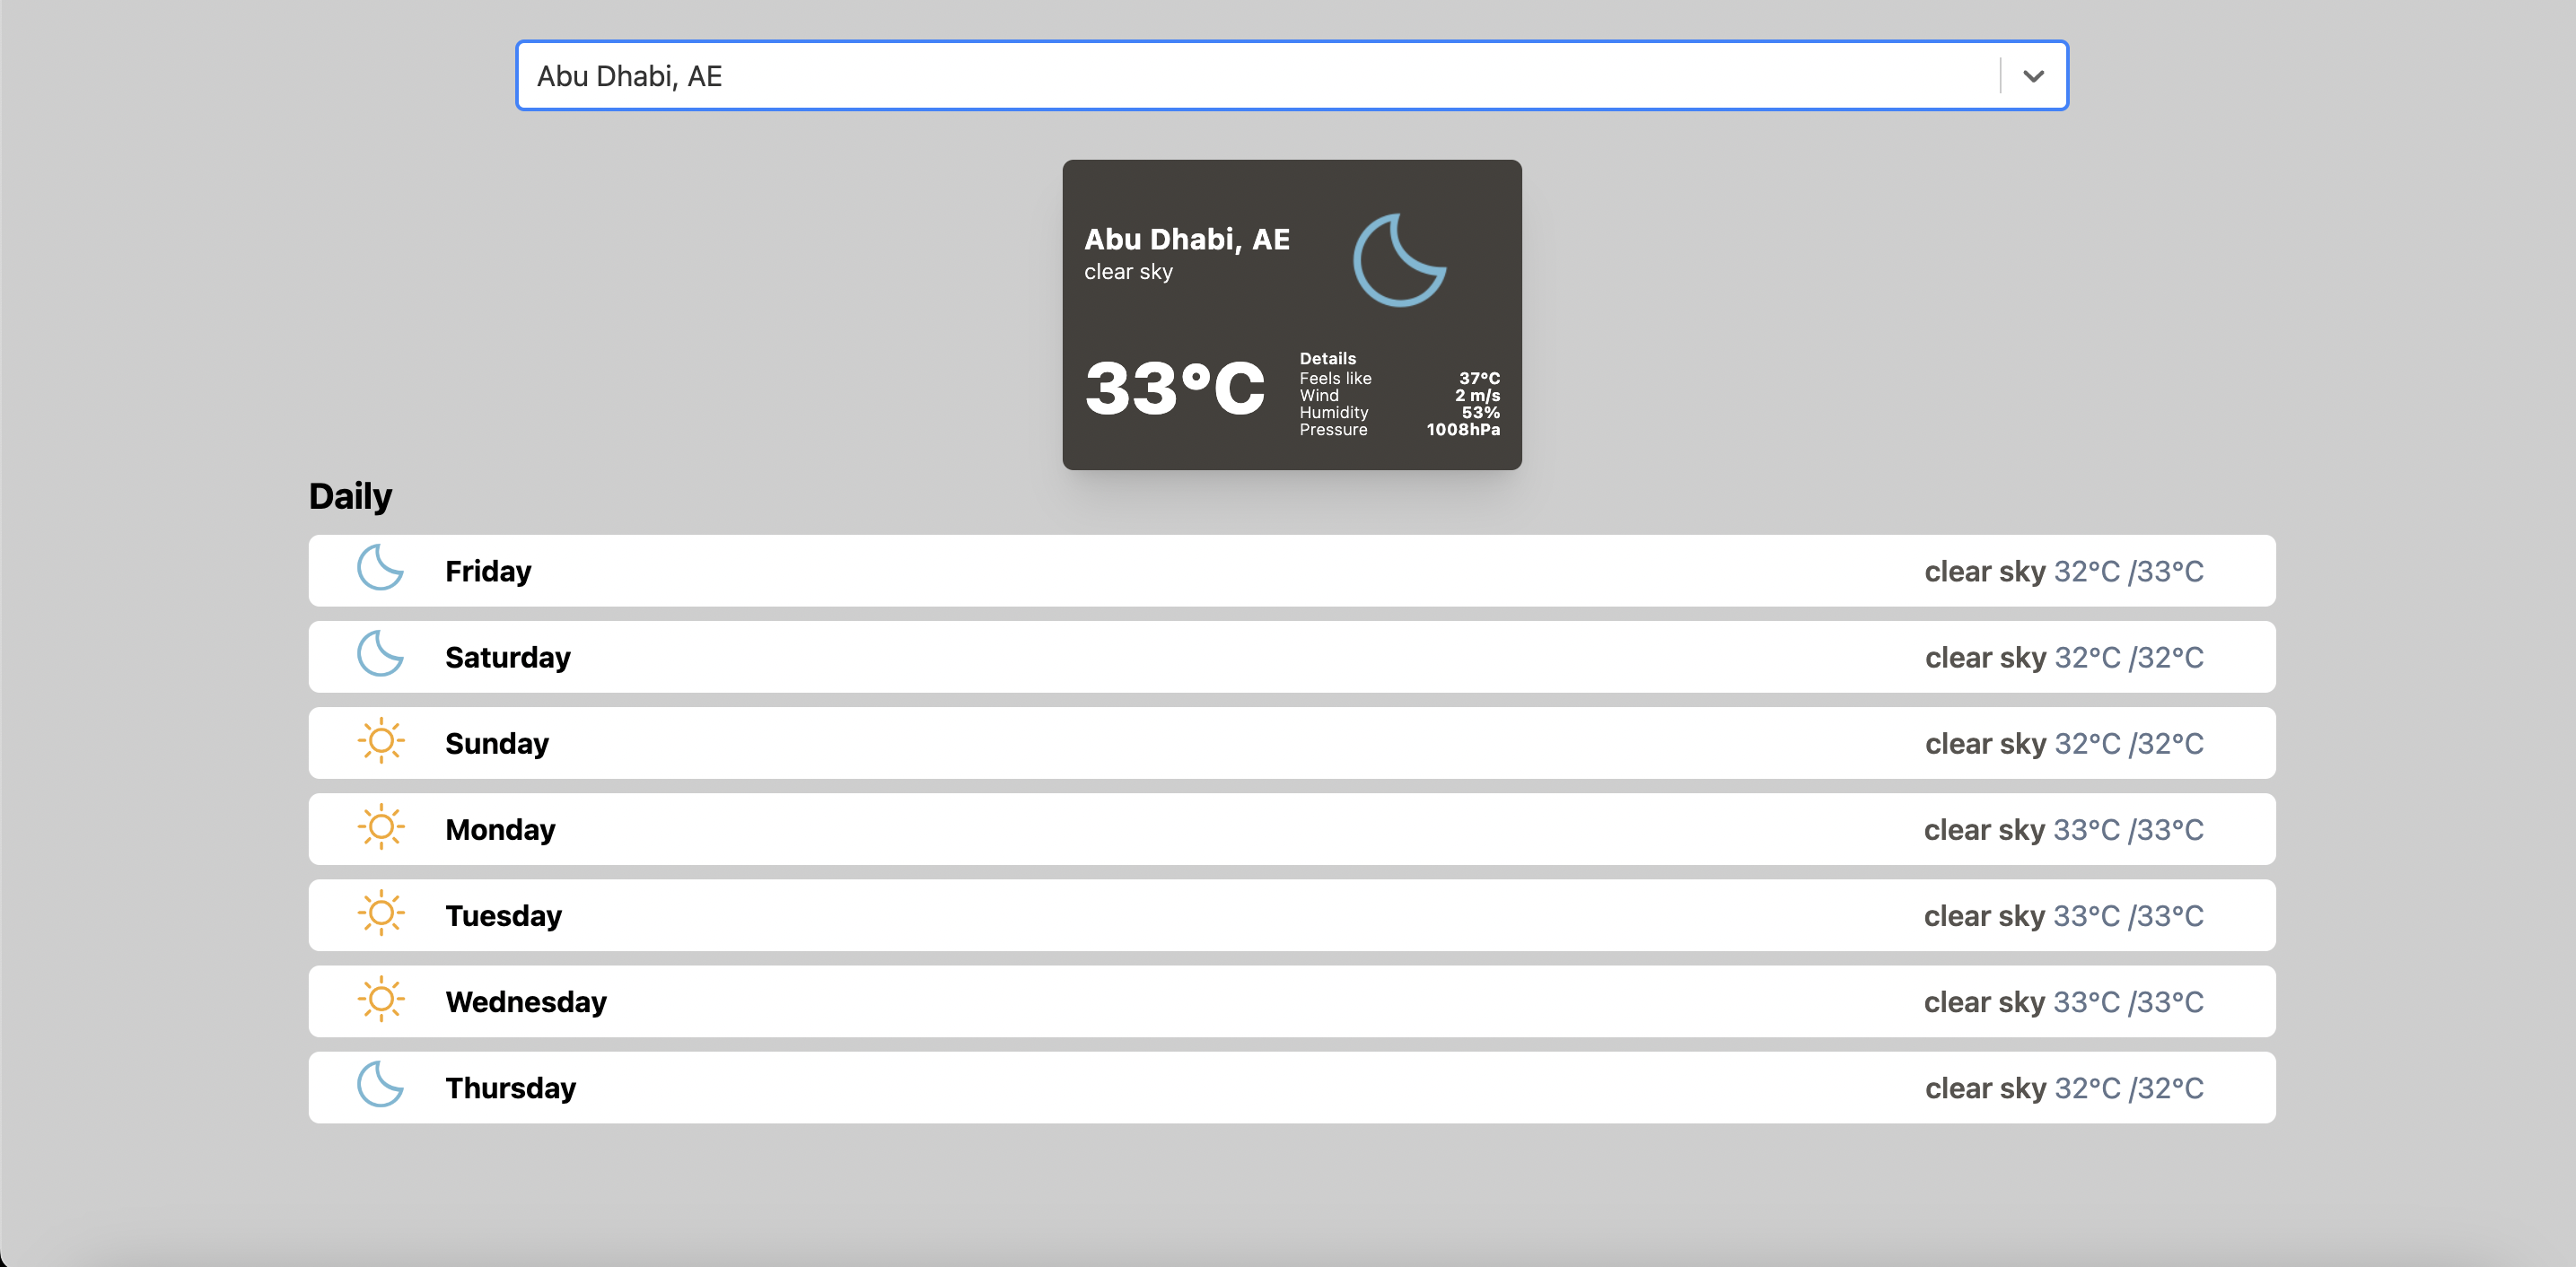 Abu Dhabi, AE
Abu Dhabi, AE
clear sky
33°C
Details
Feels like 37°C
Wind 2 m/s
Humidity 53%
Pressure 1008hPa
Daily
Friday clear sky 32°C /33°C
Saturday clear sky 32°C /32°C
Sunday clear sky 32°C /32°C
Monday clear sky 33°C /33°C
Tuesday clear sky 33°C /33°C
Wednesday clear sky 33°C /33°C
Thursday clear sky 32°C /32°C